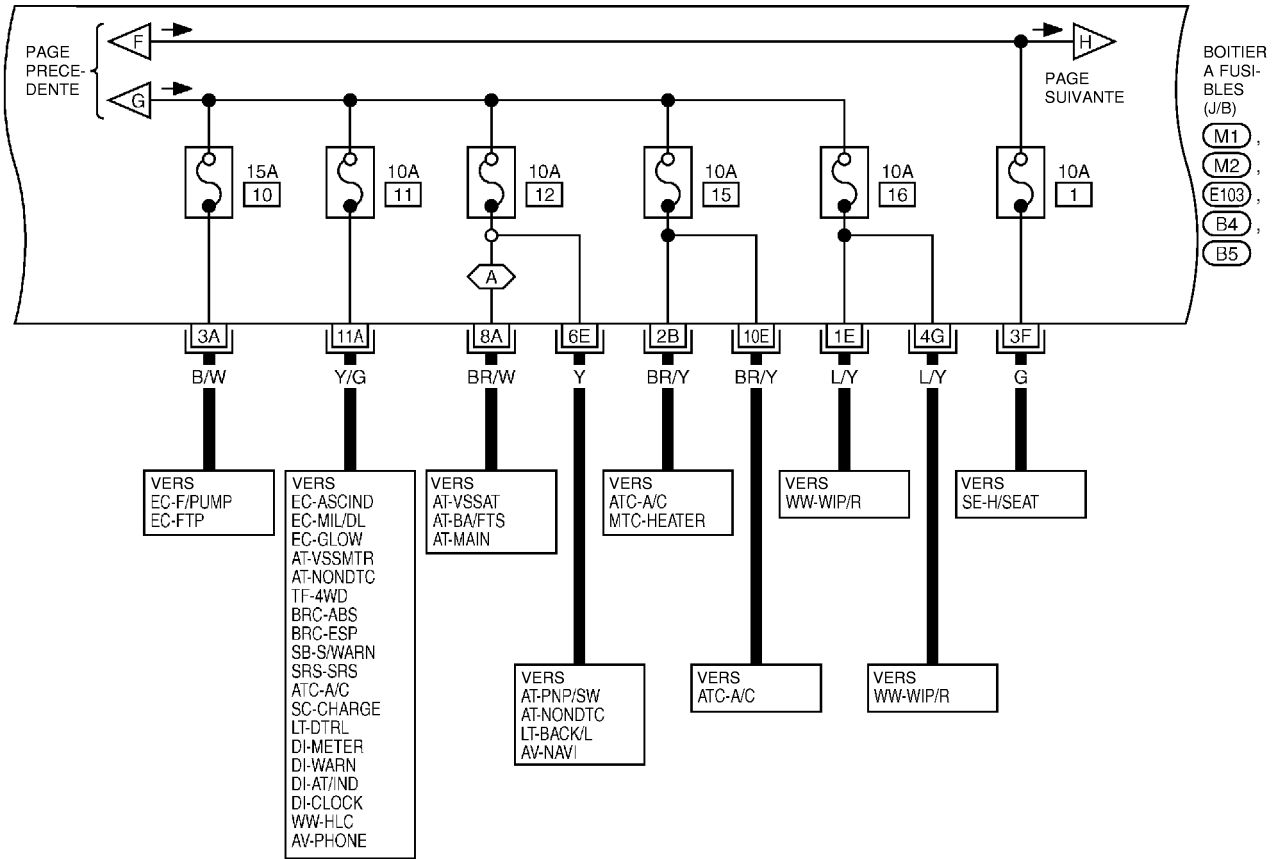 PAGE
PRECE-
DENTE
F
G
H
PAGE
SUIVANTE
BOITIER
A FUSI-
BLES
(J/B)
M1 ,
M2 ,
E103 ,
B4 ,
B5
15A
10
10A
11
10A
12
10A
15
10A
16
10A
1
A
3A
11A
8A
6E
2B
10E
1E
4G
3F
B/W
Y/G
BR/W
Y
BR/Y
BR/Y
L/Y
L/Y
G
VERS
EC-F/PUMP
EC-FTP
VERS
EC-ASCIND
EC-MIL/DL
EC-GLOW
AT-VSSMTR
AT-NONDTC
TF-4WD
BRC-ABS
BRC-ESP
SB-S/WARN
SRS-SRS
ATC-A/C
SC-CHARGE
LT-DTRL
DI-METER
DI-WARN
DI-AT/IND
DI-CLOCK
WW-HLC
AV-PHONE
VERS
AT-VSSAT
AT-BA/FTS
AT-MAIN
VERS
AT-PNP/SW
AT-NONDTC
LT-BACK/L
AV-NAVI
VERS
ATC-A/C
MTC-HEATER
VERS
ATC-A/C
VERS
WW-WIP/R
VERS
WW-WIP/R
VERS
SE-H/SEAT